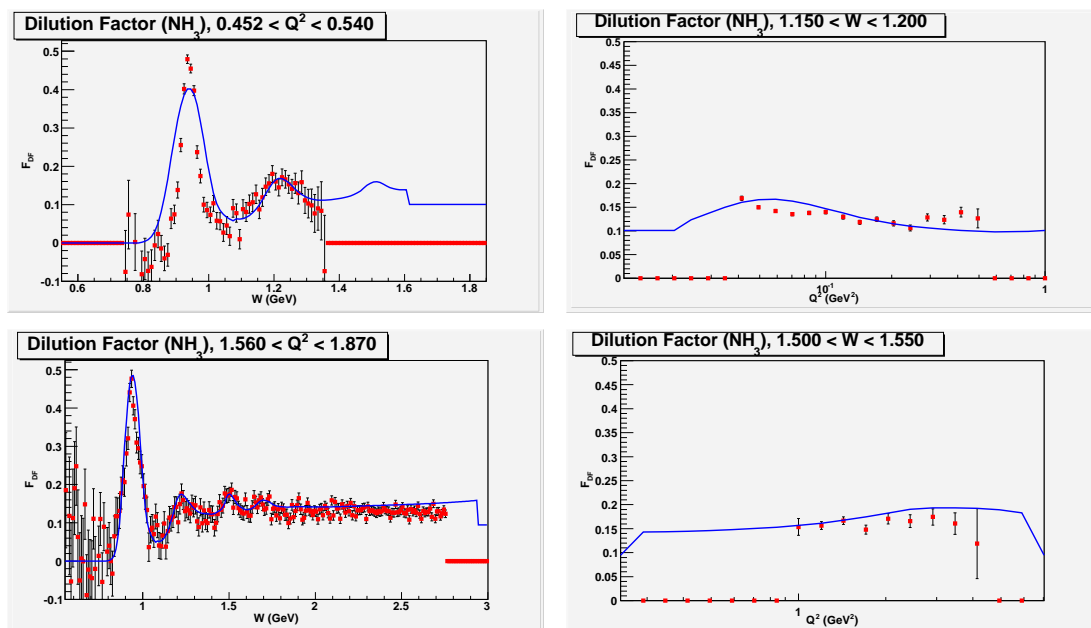 Dilution Factor (NH3), 0.452 < Q2 < 0.540
0.5
0.4
0.3
0.2
0.1
0
-0.1
FDF
0.6 0.8 1 1.2 1.4 1.6 1.8
W (GeV)
Dilution Factor (NH3), 1.150 < W < 1.200
0.5
0.45
0.4
0.35
0.3
0.25
0.2
0.15
0.1
0.05
0
FDF
10-1 1
Q2 (GeV2)
Dilution Factor (NH3), 1.560 < Q2 < 1.870
0.5
0.4
0.3
0.2
0.1
0
-0.1
FDF
1 1.5 2 2.5 3
W (GeV)
Dilution Factor (NH3), 1.500 < W < 1.550
0.5
0.45
0.4
0.35
0.3
0.25
0.2
0.15
0.1
0.05
0
FDF
1
Q2 (GeV2)